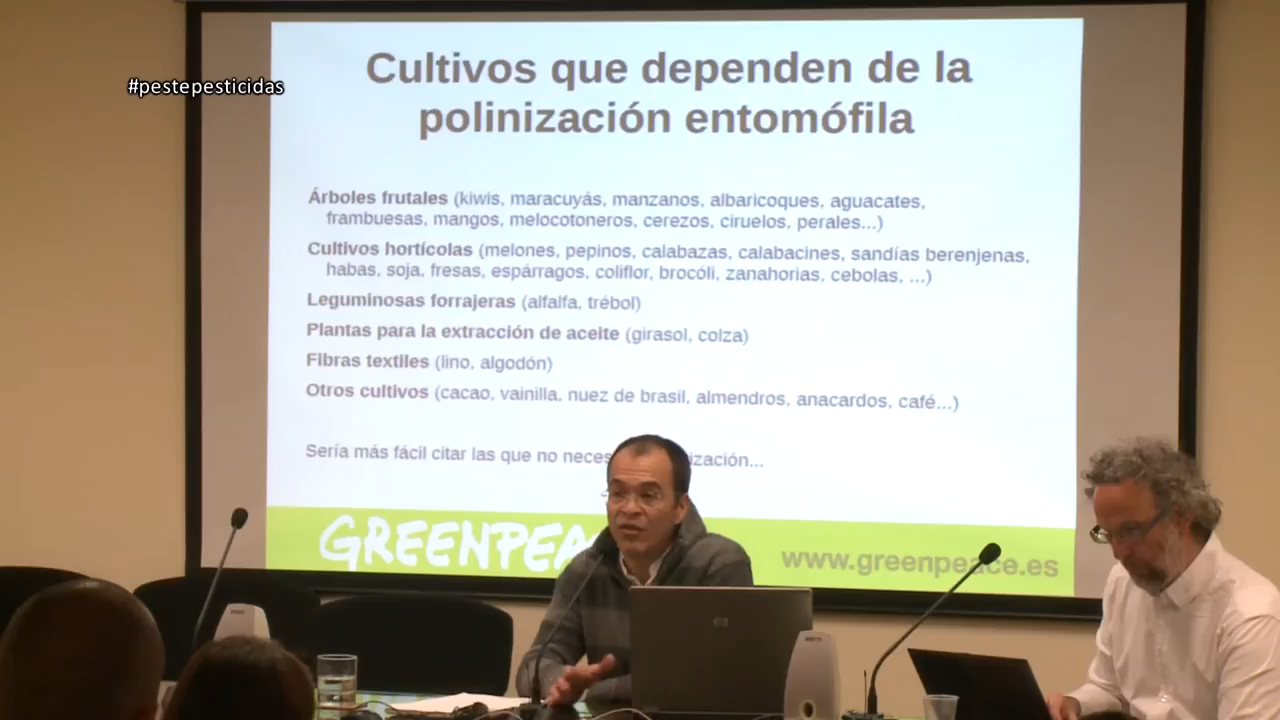 #pestepesticidas
Cultivos que dependen de la
polinización entomófila
Árboles frutales (kiwis, maracuyás, manzanos, albaricoques, aguacates,
frambuesas, mangos, melocotoneros, cerezos, ciruelos, perales...)
Cultivos hortícolas (melones, pepinos, calabazas, calabacines, sandías berenjenas,
habas, soja, fresas, espárragos, coliflor, brocóli, zanahorias, cebolas, ...)
Leguminosas forrajeras (alfalfa, trébol)
Plantas para la extracción de aceite (girasol, colza)
Fibras textiles (lino, algodón)
Otros cultivos (cacao, vainilla, nuez de brasil, almendros, anacardos, café...)
Sería más fácil citar las que no
GREENPEA
www.greenpeace.es
hp